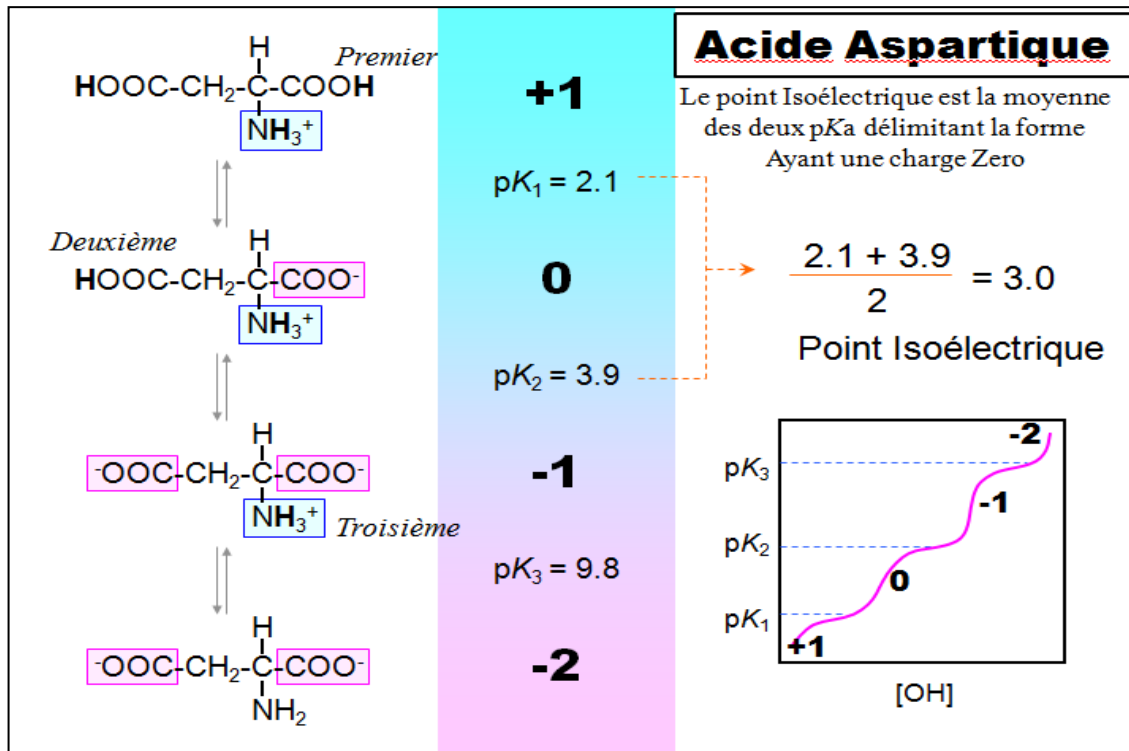 Acide Aspartique
Le point Isoélectrique est la moyenne
des deux pKa délimitant la forme
Ayant une charge Zero
H
Premier
HOOC-CH₂-C-COOH
NH₃⁺
+1
pK₁ = 2.1
Deuxième
H
HOOC-CH₂-C-COO⁻
NH₃⁺
0
pK₂ = 3.9
2.1 + 3.9
2
= 3.0
Point Isoélectrique
H
⁻OOC-CH₂-C-COO⁻
NH₃⁺
Troisième
-1
pK₃ = 9.8
H
⁻OOC-CH₂-C-COO⁻
NH₂
-2
pK₃
pK₂
pK₁
-2
-1
0
+1
[OH]